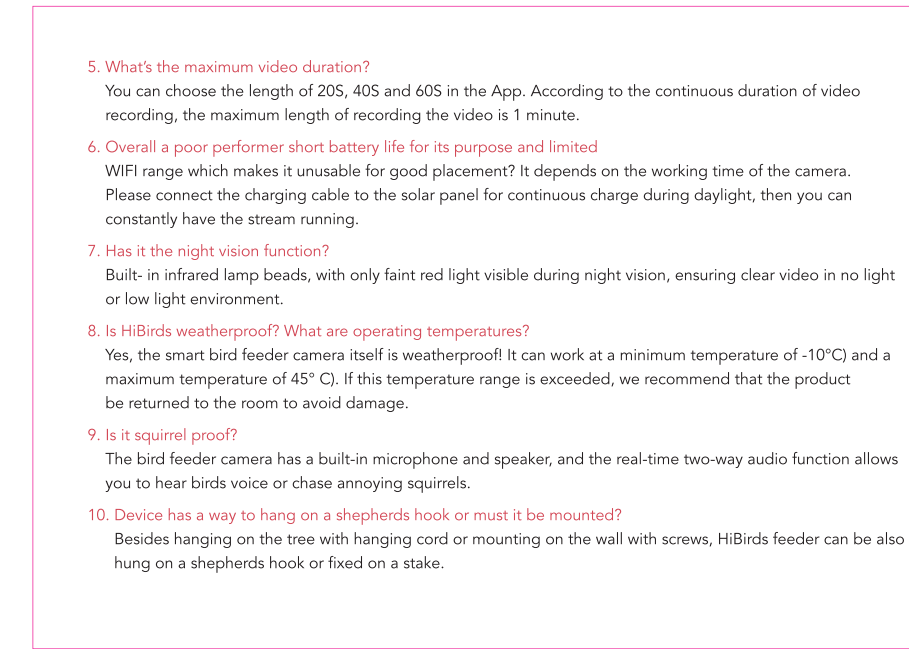 5. What's the maximum video duration?
You can choose the length of 20S, 40S and 60S in the App. According to the continuous duration of video
recording, the maximum length of recording the video is 1 minute.
6. Overall a poor performer short battery life for its purpose and limited
WIFI range which makes it unusable for good placement? It depends on the working time of the camera.
Please connect the charging cable to the solar panel for continuous charge during daylight, then you can
constantly have the stream running.
7. Has it the night vision function?
Built- in infrared lamp beads, with only faint red light visible during night vision, ensuring clear video in no light
or low light environment.
8. Is HiBirds weatherproof? What are operating temperatures?
Yes, the smart bird feeder camera itself is weatherproof! It can work at a minimum temperature of -10°C) and a
maximum temperature of 45° C). If this temperature range is exceeded, we recommend that the product
be returned to the room to avoid damage.
9. Is it squirrel proof?
The bird feeder camera has a built-in microphone and speaker, and the real-time two-way audio function allows
you to hear birds voice or chase annoying squirrels.
10. Device has a way to hang on a shepherds hook or must it be mounted?
Besides hanging on the tree with hanging cord or mounting on the wall with screws, HiBirds feeder can be also
hung on a shepherds hook or fixed on a stake.